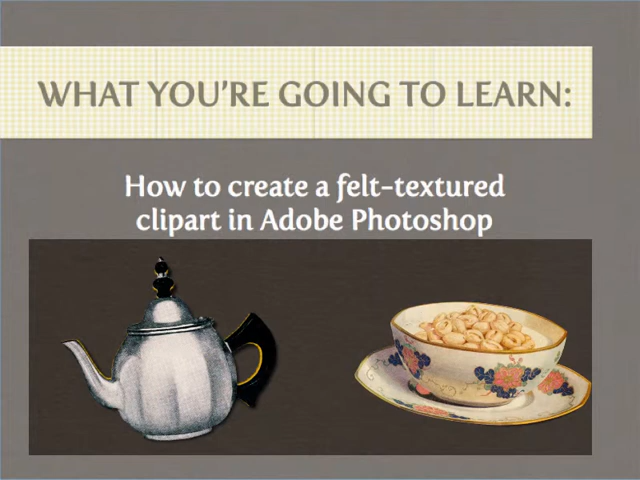 WHAT YOU'RE GOING TO LEARN:
How to create a felt-textured
clipart in Adobe Photoshop